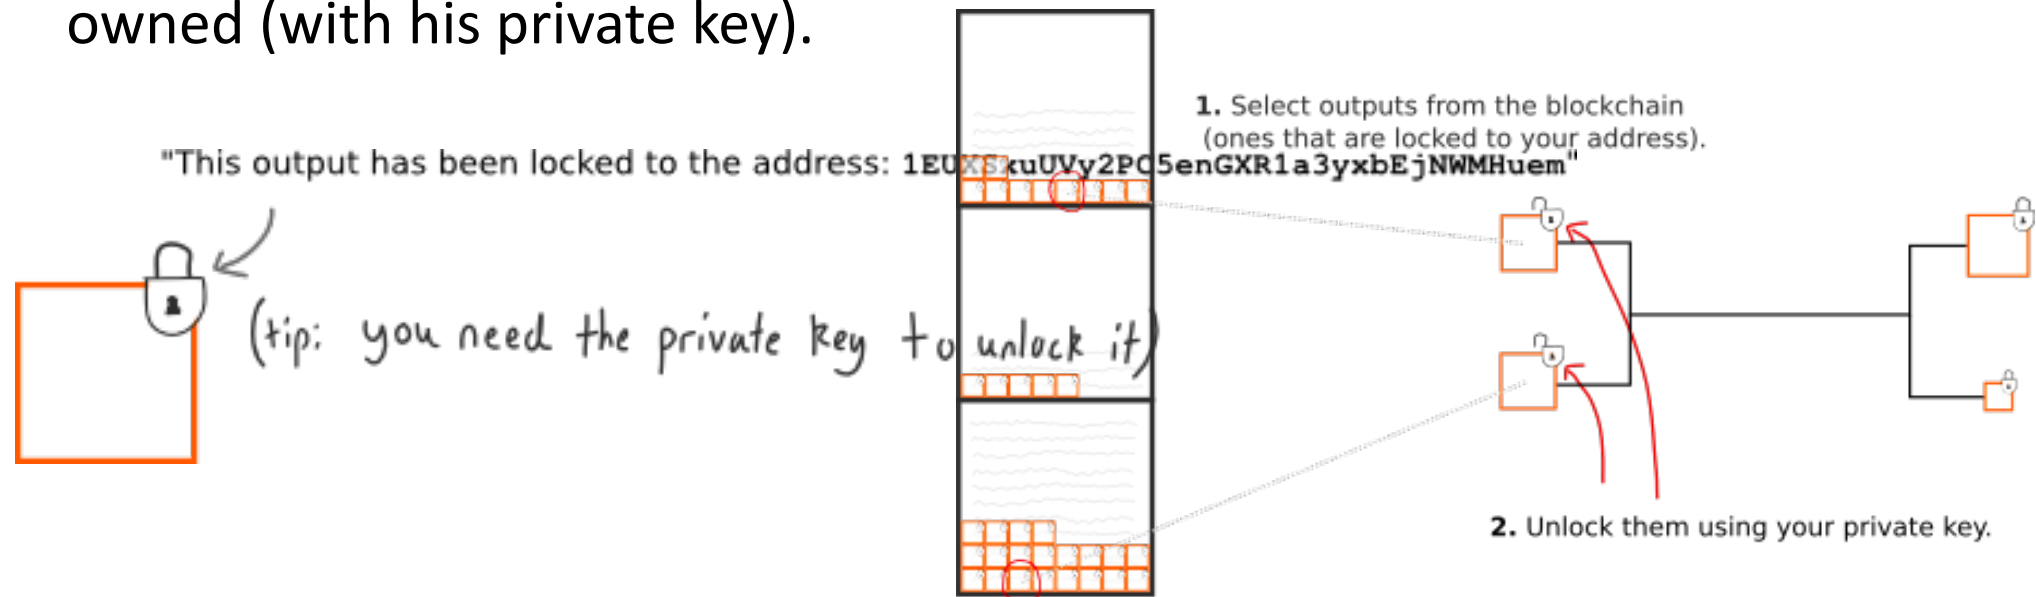 owned (with his private key).
1. Select outputs from the blockchain
(ones that are locked to your address).
"This output has been locked to the address: 1EUXSxuUVy2PC5enGXR1a3yxbEjNWMHuem"
(tip: you need the private key to unlock it)
2. Unlock them using your private key.